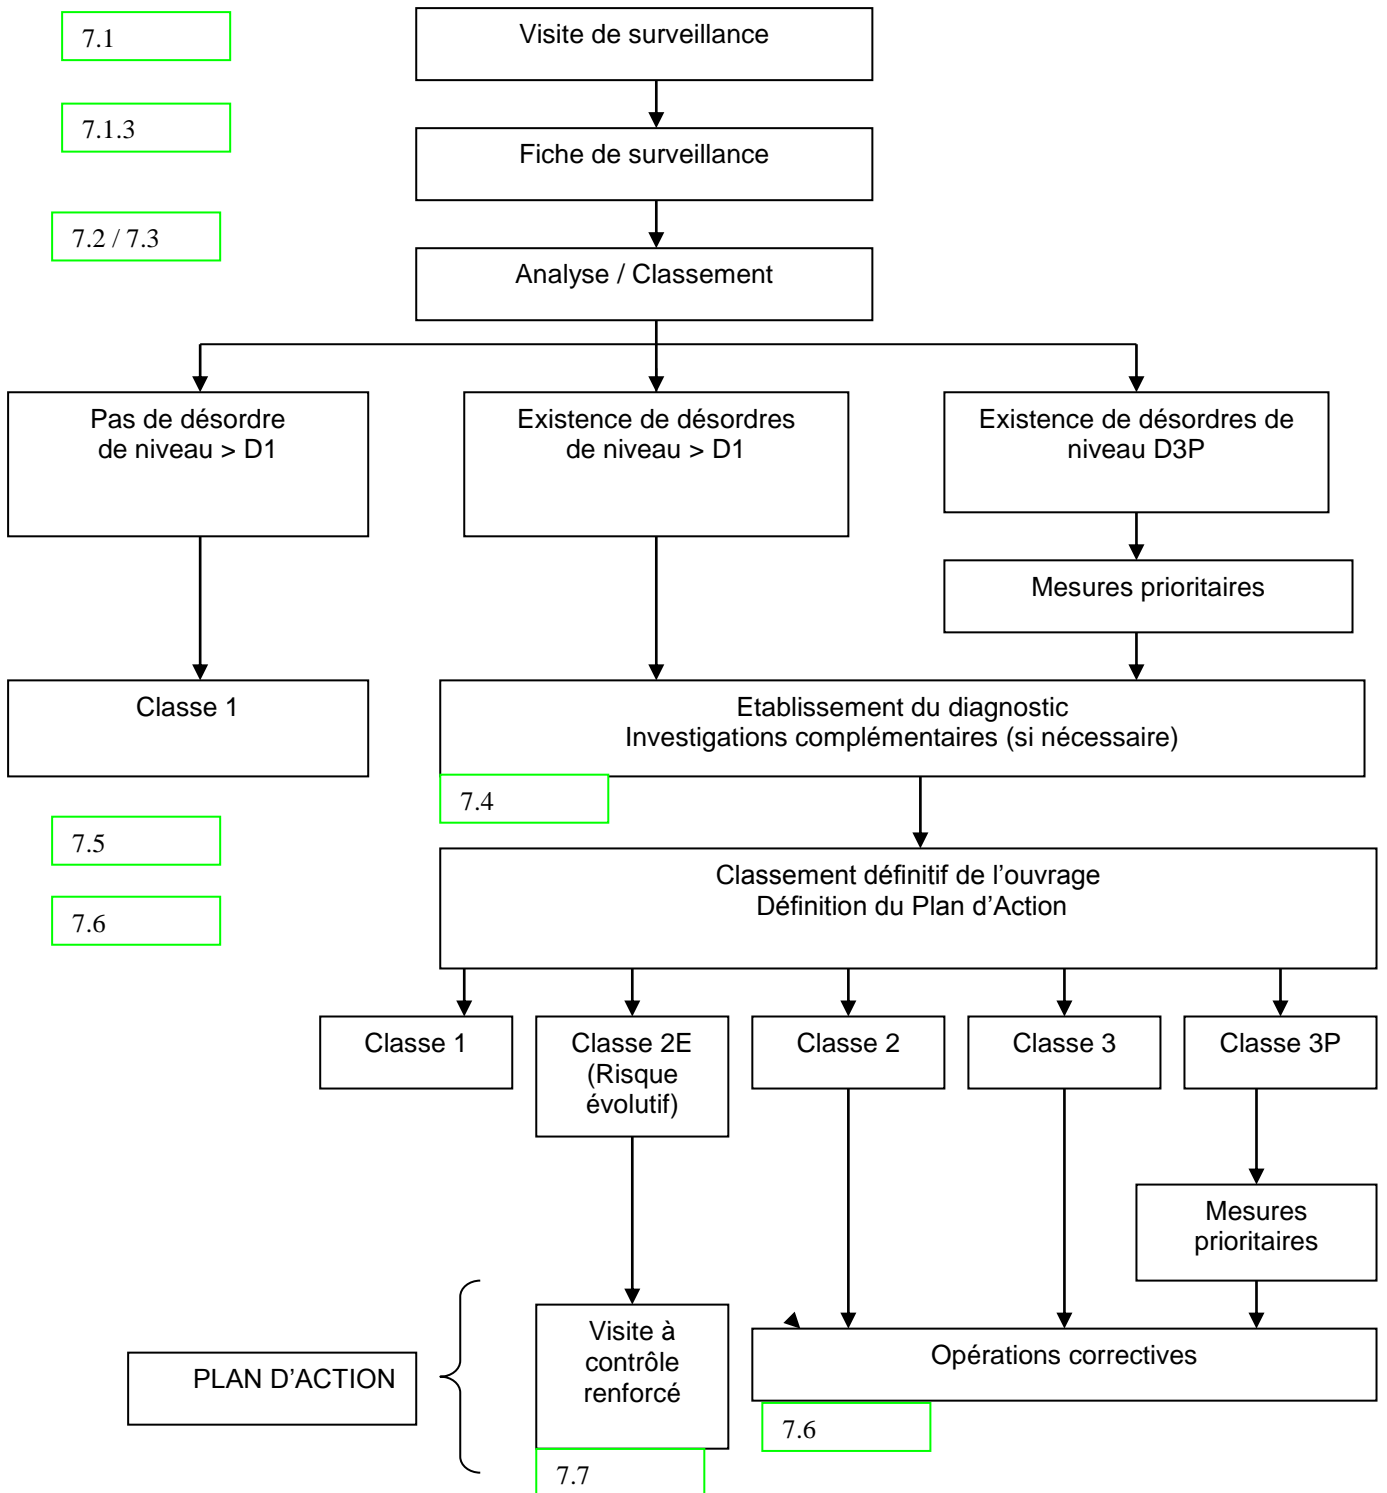 7.1
Visite de surveillance
7.1.3
Fiche de surveillance
7.2 / 7.3
Analyse / Classement
Pas de désordre
de niveau > D1
Existence de désordres
de niveau > D1
Existence de désordres de
niveau D3P
Mesures prioritaires
Classe 1
Etablissement du diagnostic
Investigations complémentaires (si nécessaire)
7.4
7.5
Classement définitif de l’ouvrage
Définition du Plan d’Action
7.6
Classe 1
Classe 2E
(Risque
évolutif)
Classe 2
Classe 3
Classe 3P
Mesures
prioritaires
PLAN D’ACTION
Visite à
contrôle
renforcé
Opérations correctives
7.6
7.7